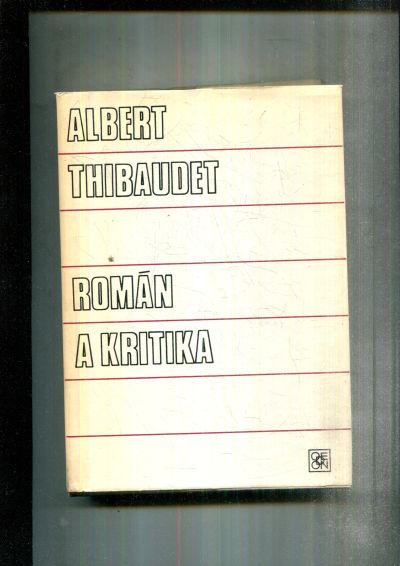 ALBERT
THIBAUDET
ROMÁN
A KRITIKA
ODEON